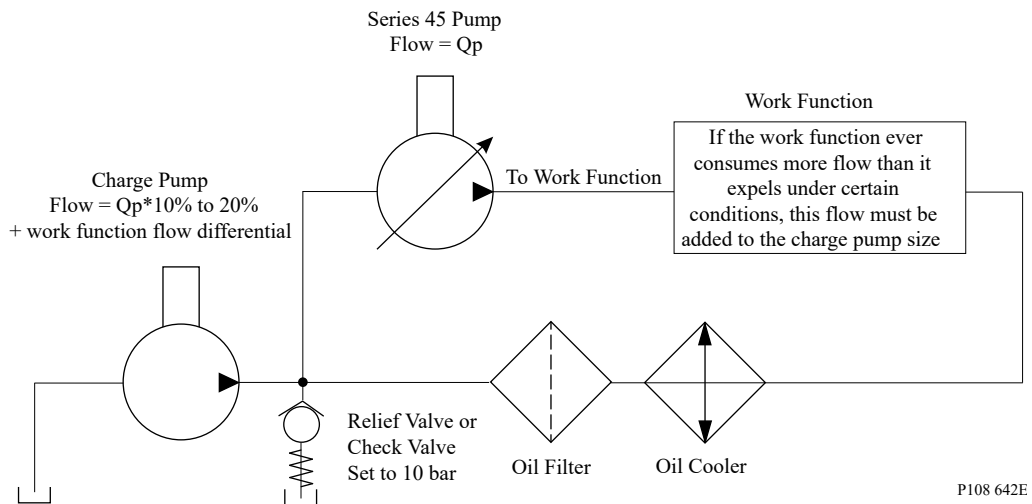 Series 45 Pump
Flow = Qp
Work Function
If the work function ever
consumes more flow than it
expels under certain
conditions, this flow must be
added to the charge pump size
To Work Function
Charge Pump
Flow = Qp*10% to 20%
+ work function flow differential
Relief Valve or
Check Valve
Set to 10 bar
Oil Filter
Oil Cooler
P108 642E